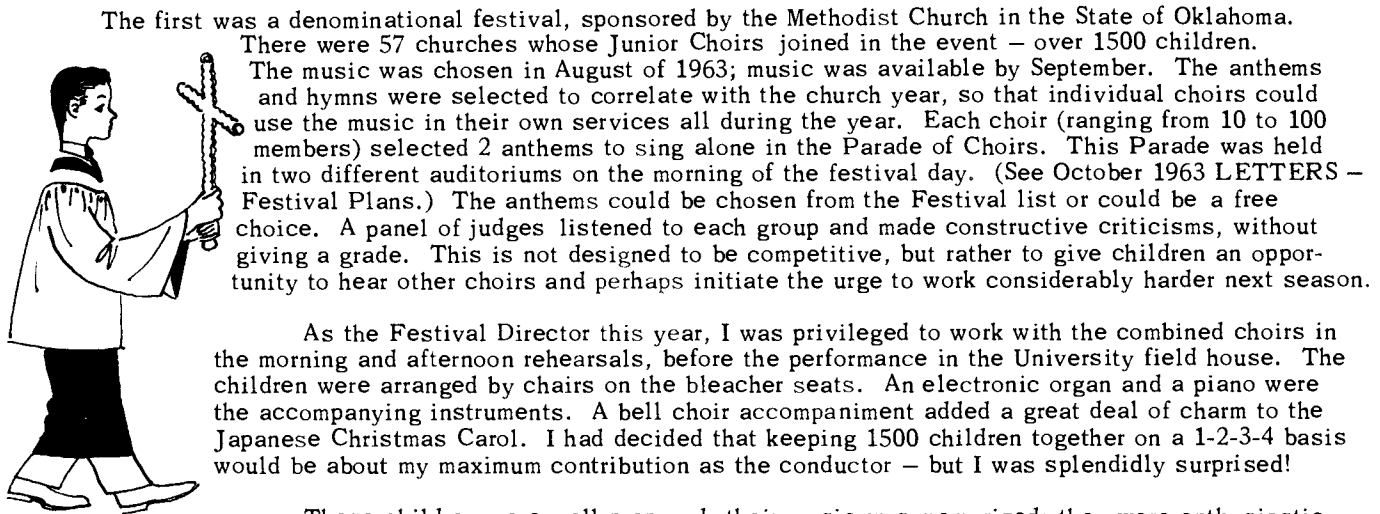 The first was a denominational festival, sponsored by the Methodist Church in the State of Oklahoma.
There were 57 churches whose Junior Choirs joined in the event – over 1500 children.
The music was chosen in August of 1963; music was available by September. The anthems
and hymns were selected to correlate with the church year, so that individual choirs could
use the music in their own services all during the year. Each choir (ranging from 10 to 100
members) selected 2 anthems to sing alone in the Parade of Choirs. This Parade was held
in two different auditoriums on the morning of the festival day. (See October 1963 LETTERS –
Festival Plans.) The anthems could be chosen from the Festival list or could be a free
choice. A panel of judges listened to each group and made constructive criticisms, without
giving a grade. This is not designed to be competitive, but rather to give children an oppor-
tunity to hear other choirs and perhaps initiate the urge to work considerably harder next season.
As the Festival Director this year, I was privileged to work with the combined choirs in
the morning and afternoon rehearsals, before the performance in the University field house. The
children were arranged by chairs on the bleacher seats. An electronic organ and a piano were
the accompanying instruments. A bell choir accompaniment added a great deal of charm to the
Japanese Christmas Carol. I had decided that keeping 1500 children together on a 1-2-3-4 basis
would be about my maximum contribution as the conductor – but I was splendidly surprised!